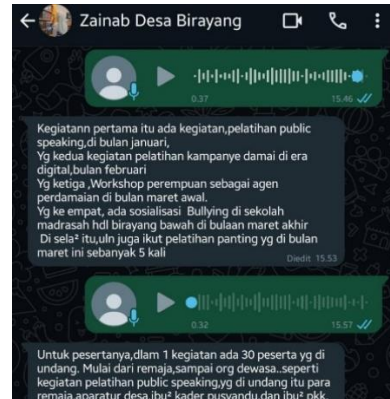 Zainab Desa Birayang
0.37
15.46
Kegiatann pertama itu ada kegiatan,pelatihan public
speaking,di bulan januari,
Yg kedua kegiatan pelatihan kampanye damai di era
digital,bulan februari
Yg ketiga ,Workshop perempuan sebagai agen
perdamaian di bulan maret awal.
Yg ke empat, ada sosialisasi Bullying di sekolah
madrasah hdl birayang bawah di bulaan maret akhir
Di sela² itu,uln juga ikut pelatihan panting yg di bulan
maret ini sebanyak 5 kali
Diedit 15.53
0.32
15.57
Untuk pesertanya,dlam 1 kegiatan ada 30 peserta yg di
undang. Mulai dari remaja,sampai org dewasa..seperti
kegiatan pelatihan public speaking,yg di undang itu para
remaja,aparatur desa,ibu² kader posyandu,dan ibu² pkk.